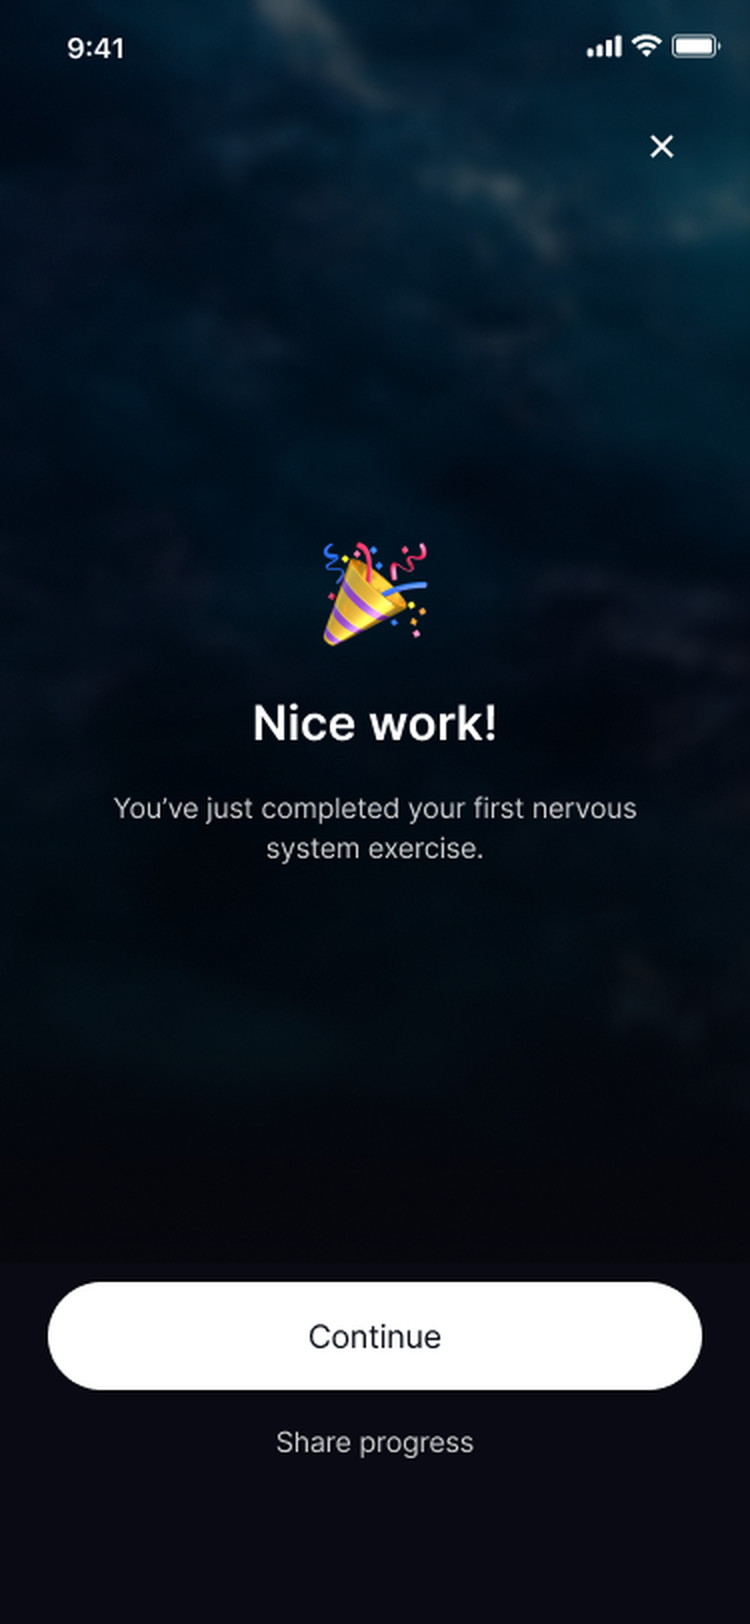 9:41
Nice work!
You’ve just completed your first nervous
system exercise.
Continue
Share progress